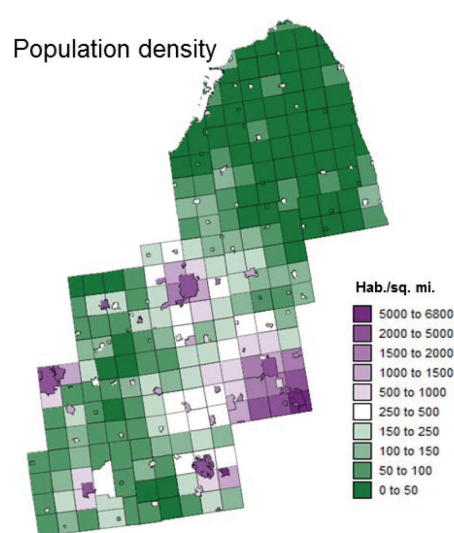 Population density
Hab./sq. mi.
5000 to 6800
2000 to 5000
1500 to 2000
1000 to 1500
500 to 1000
250 to 500
150 to 250
100 to 150
50 to 100
0 to 50